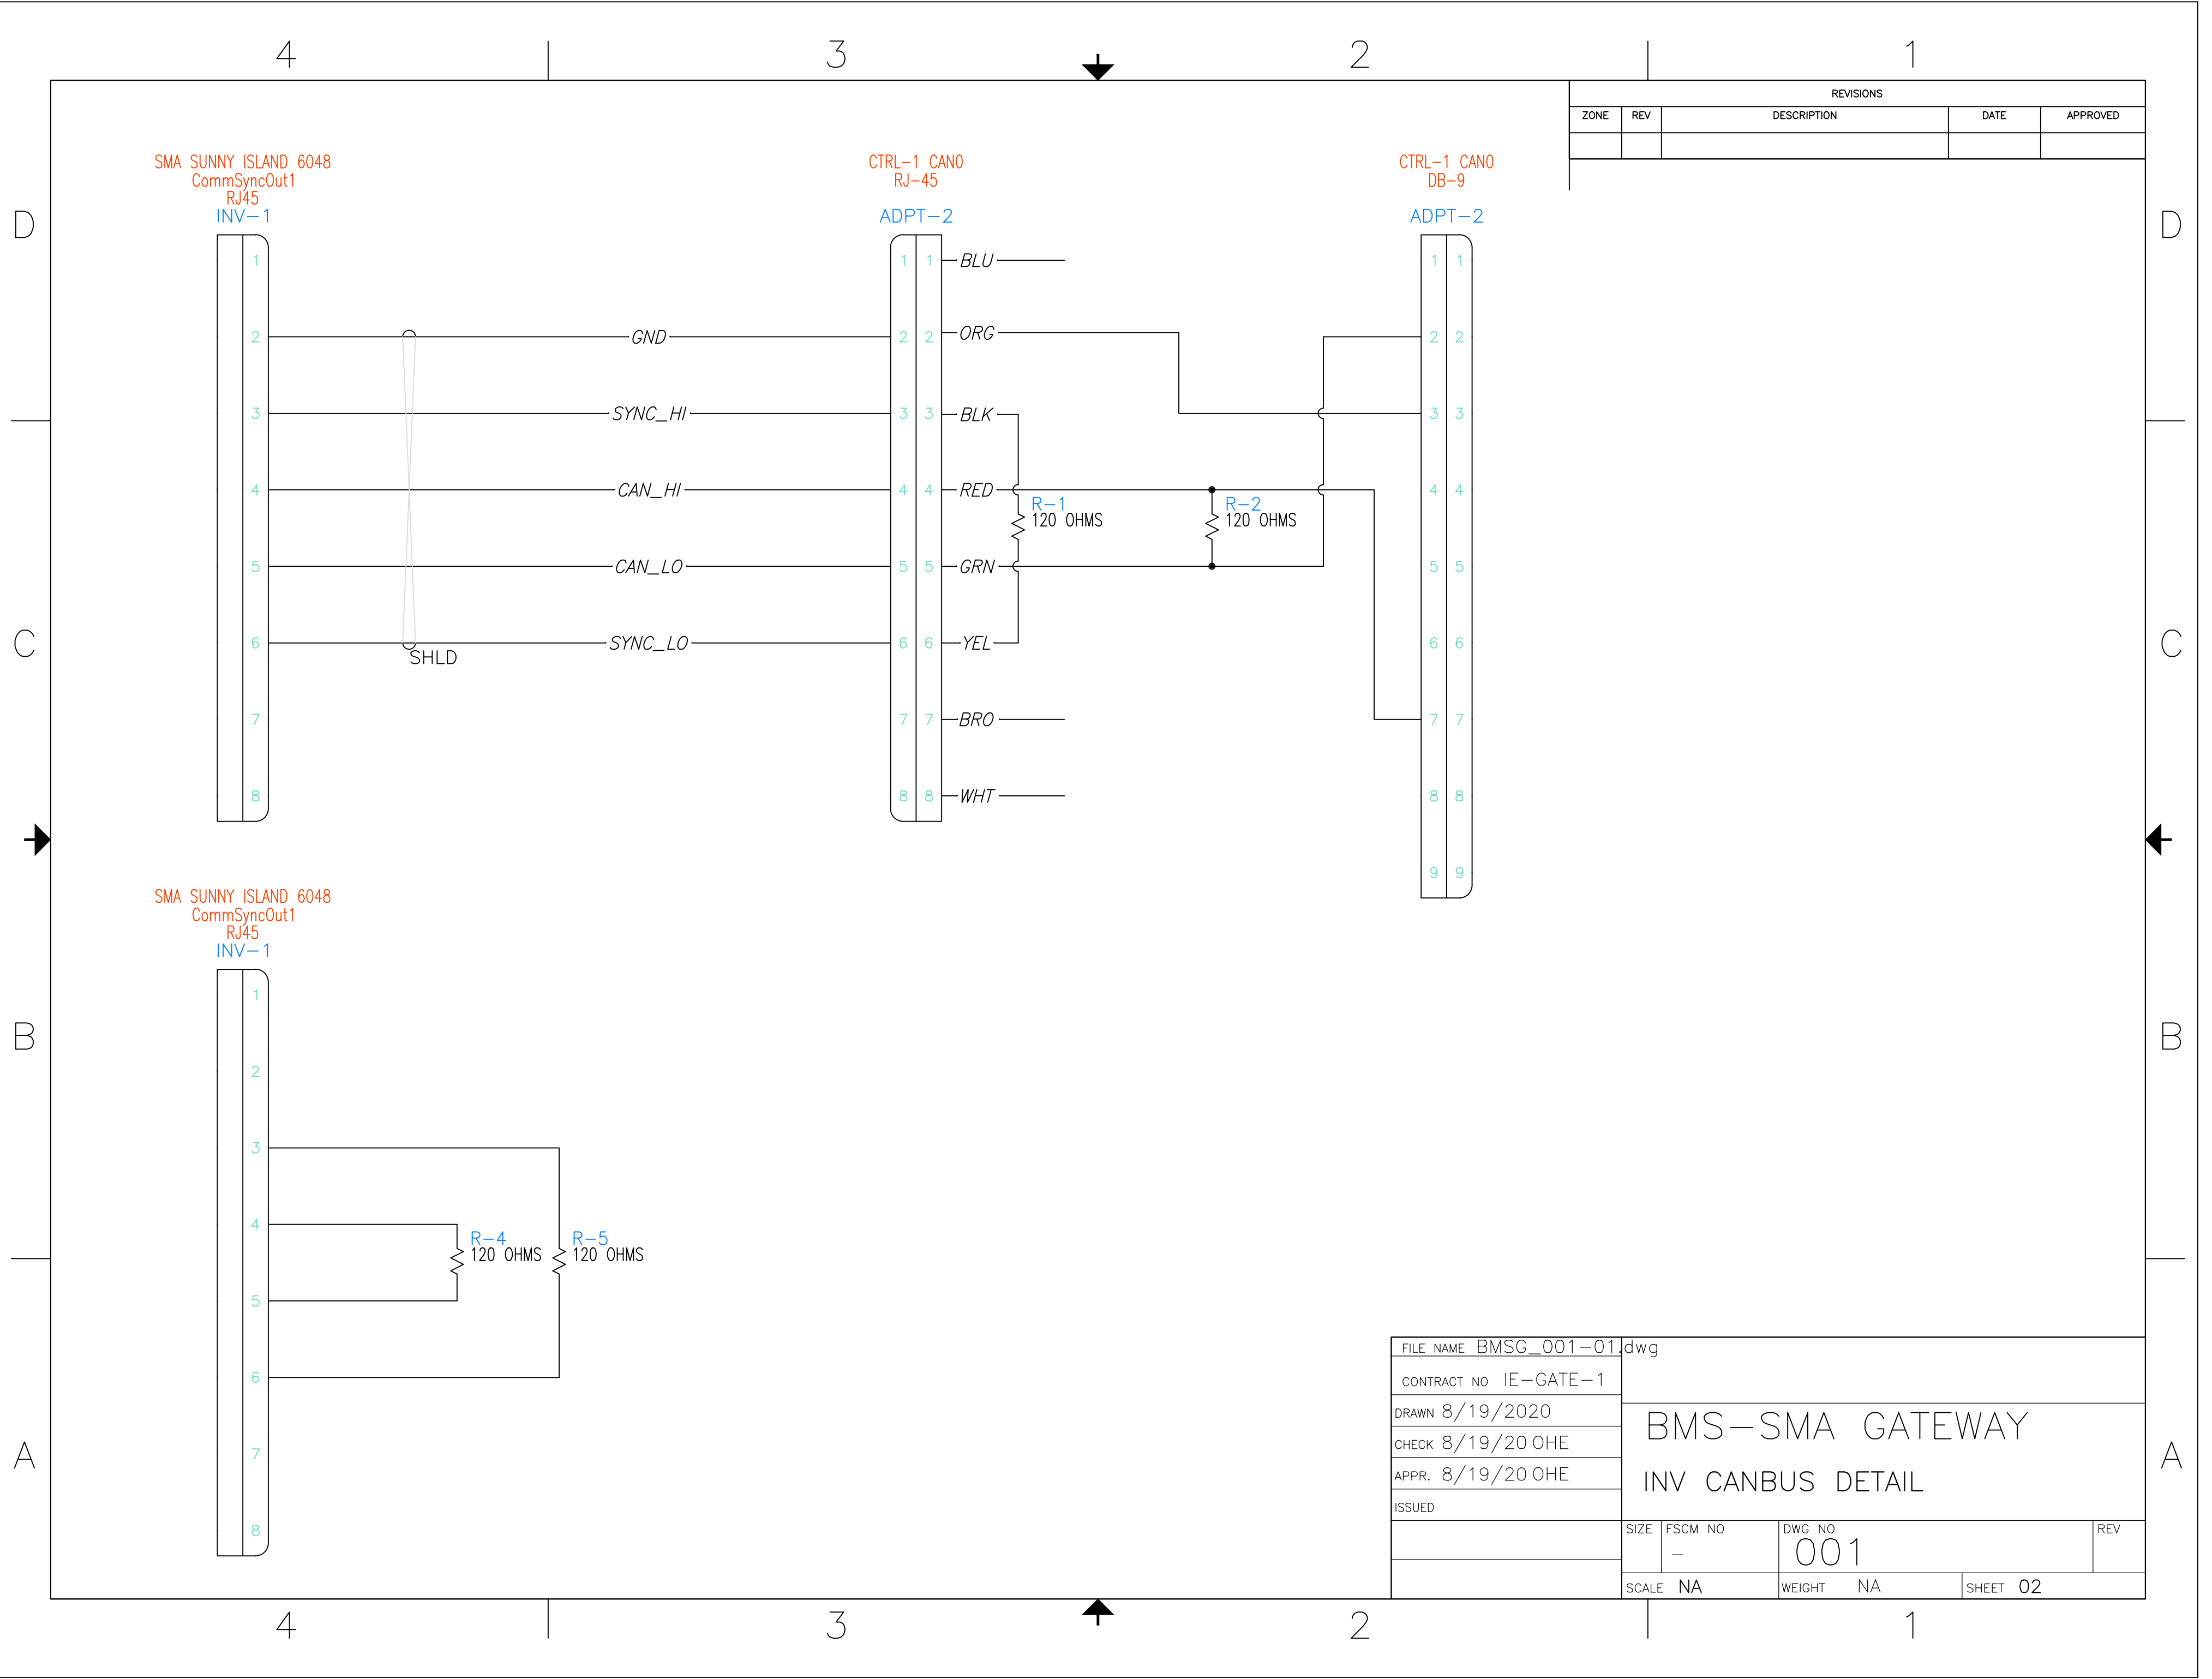 4 3 2 1
REVISIONS
ZONE REV DESCRIPTION DATE APPROVED
D D
SMA SUNNY ISLAND 6048
CommSyncOut1
RJ45
INV-1
1
2
3
4
5
6
7
8
GND
SYNC_HI
CAN_HI
CAN_LO
SYNC_LO
SHLD
CTRL-1 CAN0
RJ-45
ADPT-2
1 1 BLU
2 2 ORG
3 3 BLK
4 4 RED
5 5 GRN
6 6 YEL
7 7 BRO
8 8 WHT
R-1
120 OHMS
R-2
120 OHMS
CTRL-1 CAN0
DB-9
ADPT-2
1 1
2 2
3 3
4 4
5 5
6 6
7 7
8 8
9 9
C C
SMA SUNNY ISLAND 6048
CommSyncOut1
RJ45
INV-1
1
2
3
4
5
6
7
8
R-4
120 OHMS
R-5
120 OHMS
B B
A A
FILE NAME BMSG_001-01.dwg
CONTRACT NO IE-GATE-1
DRAWN 8/19/2020
CHECK 8/19/20 OHE
APPR. 8/19/20 OHE
ISSUED
BMS-SMA GATEWAY
INV CANBUS DETAIL
SIZE FSCM NO DWG NO REV
- 001
SCALE NA WEIGHT NA SHEET 02
4 3 2 1